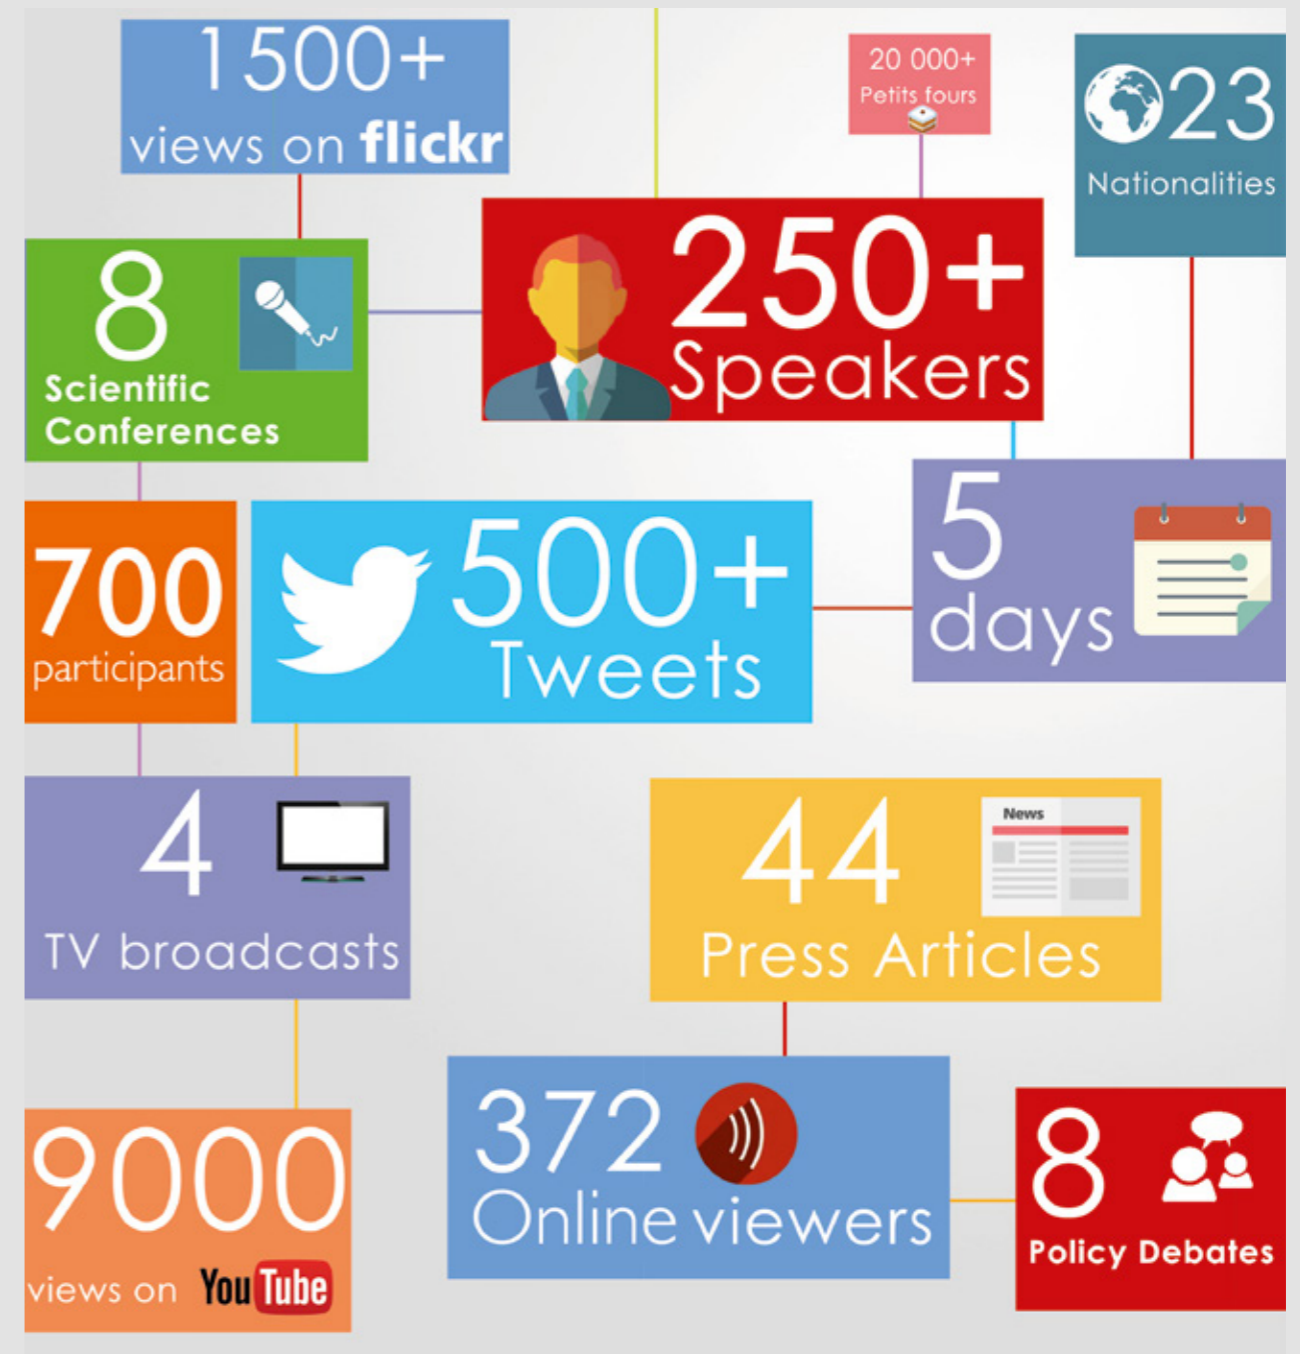 1500+
views on flickr
20 000+
Petits fours
23
Nationalities
8
Scientific
Conferences
250+
Speakers
700
participants
500+
Tweets
5
days
4
TV broadcasts
44
News
Press Articles
9000
views on YouTube
372
Online viewers
8
Policy Debates